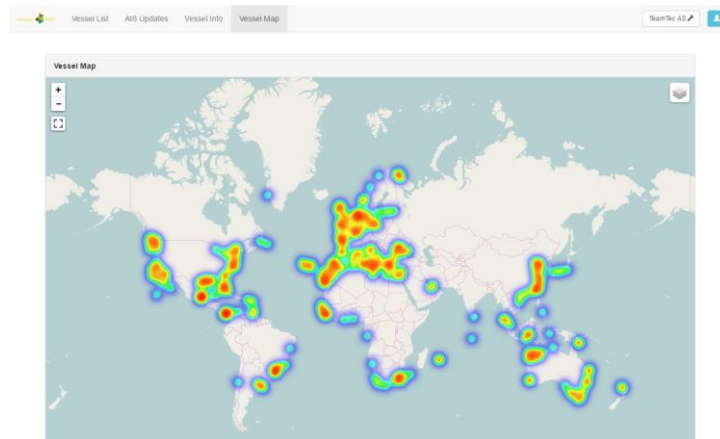 Vessel List AIS Updates Vessel Info Vessel Map
TeamTec AS
Vessel Map
+
−